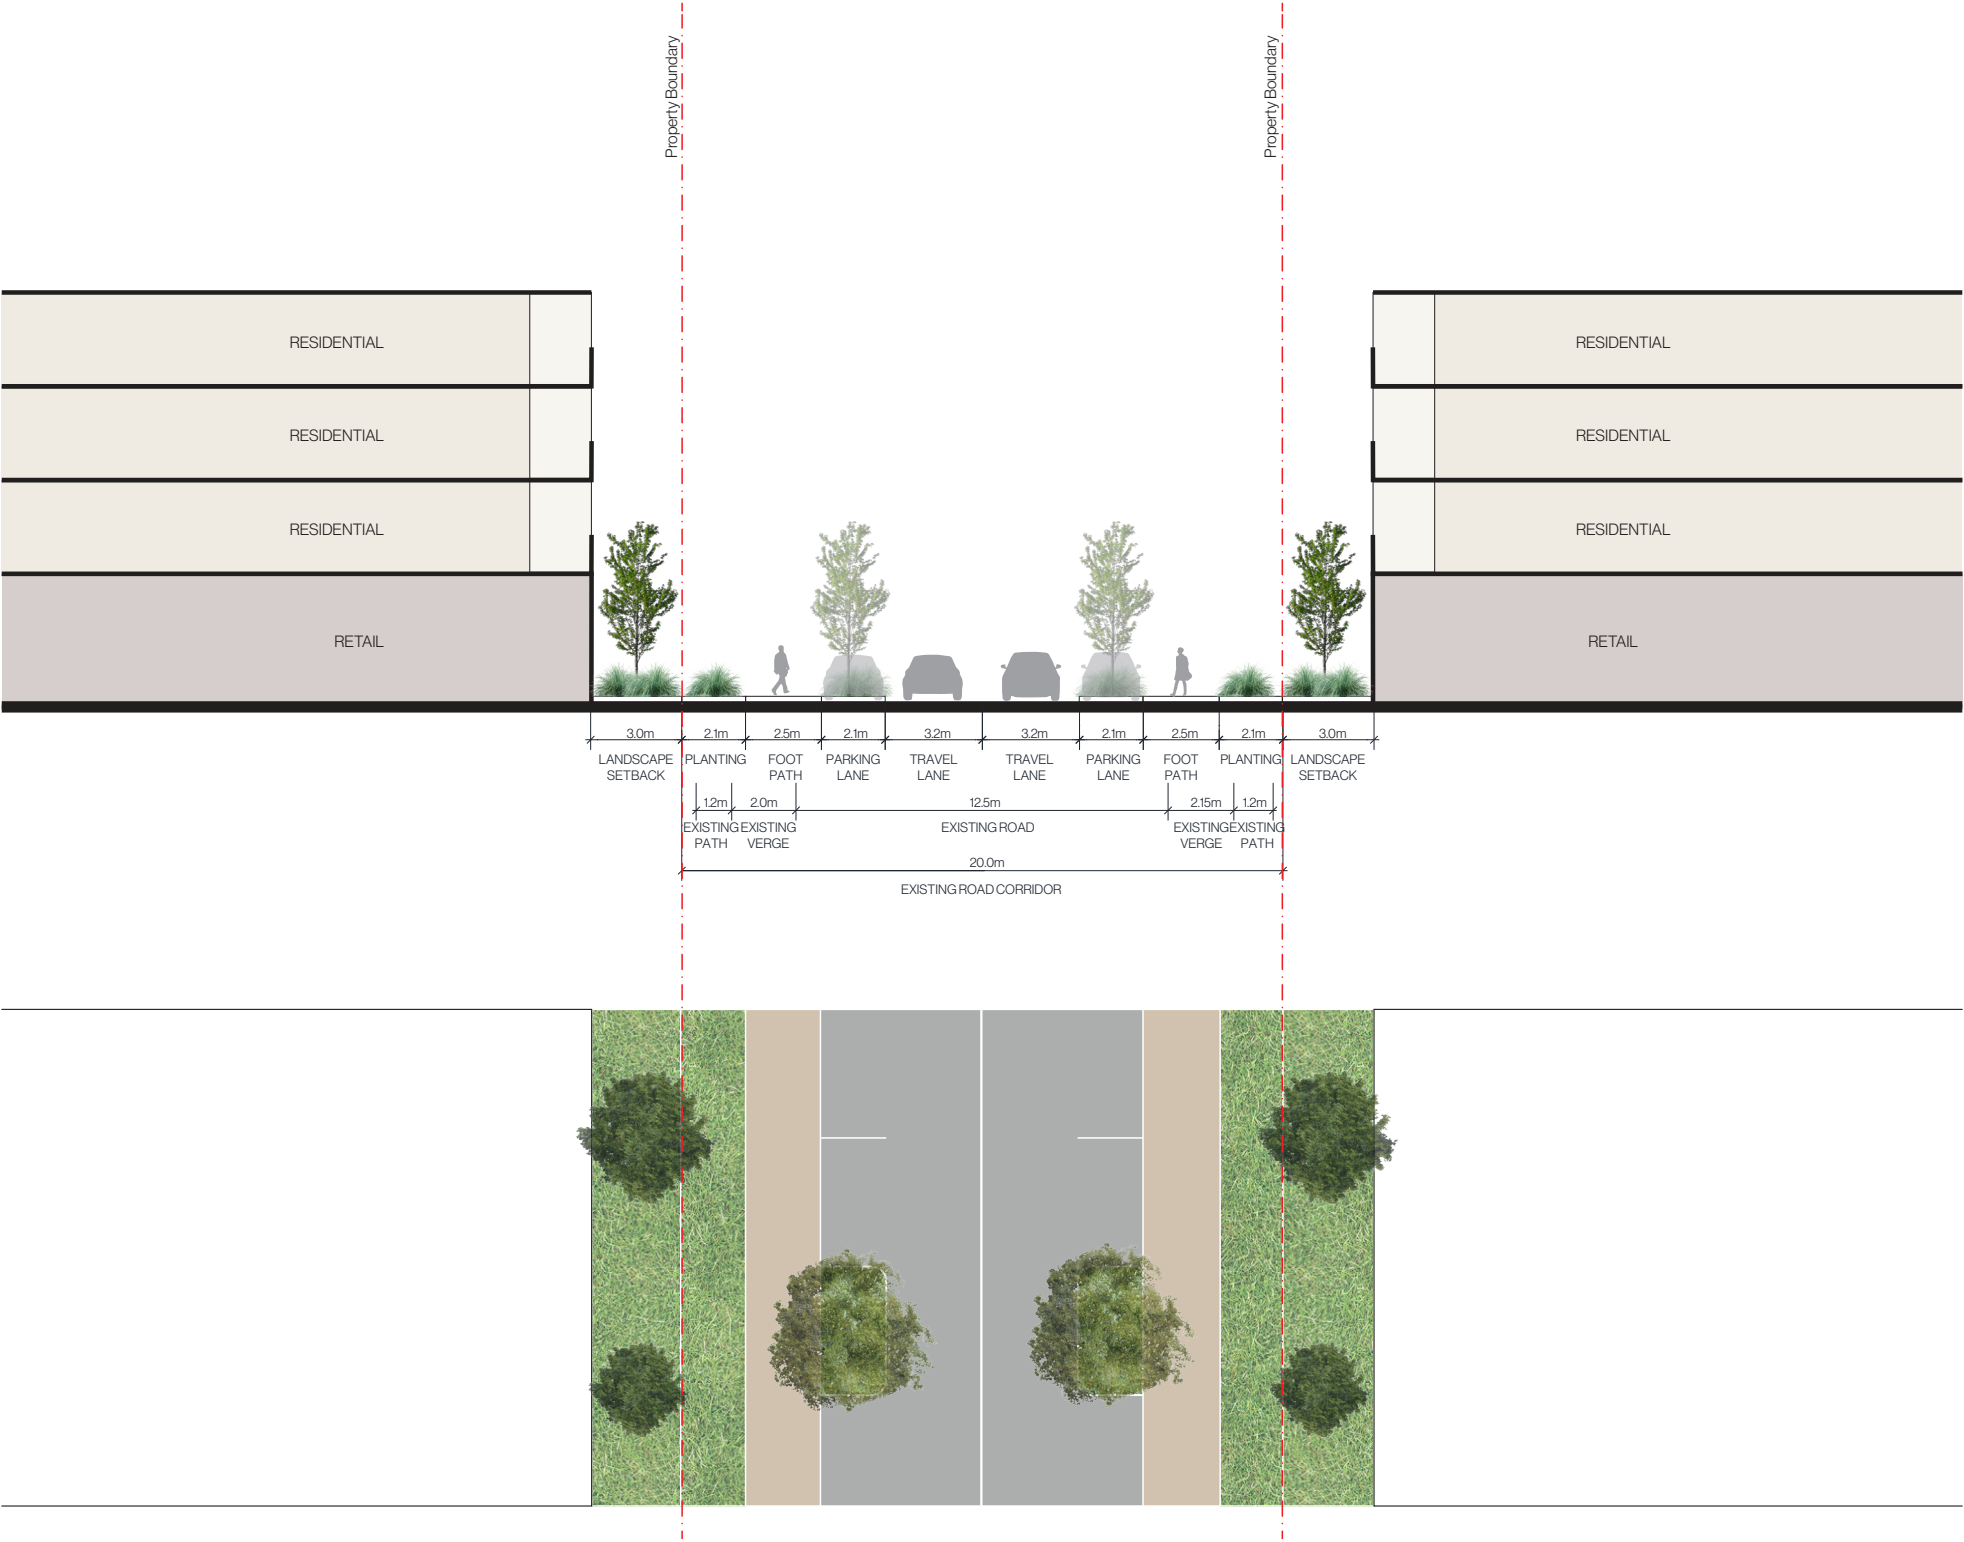 Property Boundary
Property Boundary
RESIDENTIAL
RESIDENTIAL
RESIDENTIAL
RESIDENTIAL
RESIDENTIAL
RESIDENTIAL
RETAIL
RETAIL
3.0m 2.1m 2.5m 2.1m 3.2m 3.2m 2.1m 2.5m 2.1m 3.0m
LANDSCAPE PLANTING FOOT PARKING TRAVEL TRAVEL PARKING FOOT PLANTING LANDSCAPE
SETBACK PATH LANE LANE LANE LANE PATH SETBACK
1.2m 2.0m 12.5m 2.15m 1.2m
EXISTING EXISTING EXISTING ROAD EXISTING EXISTING
PATH VERGE VERGE PATH
20.0m
EXISTING ROAD CORRIDOR